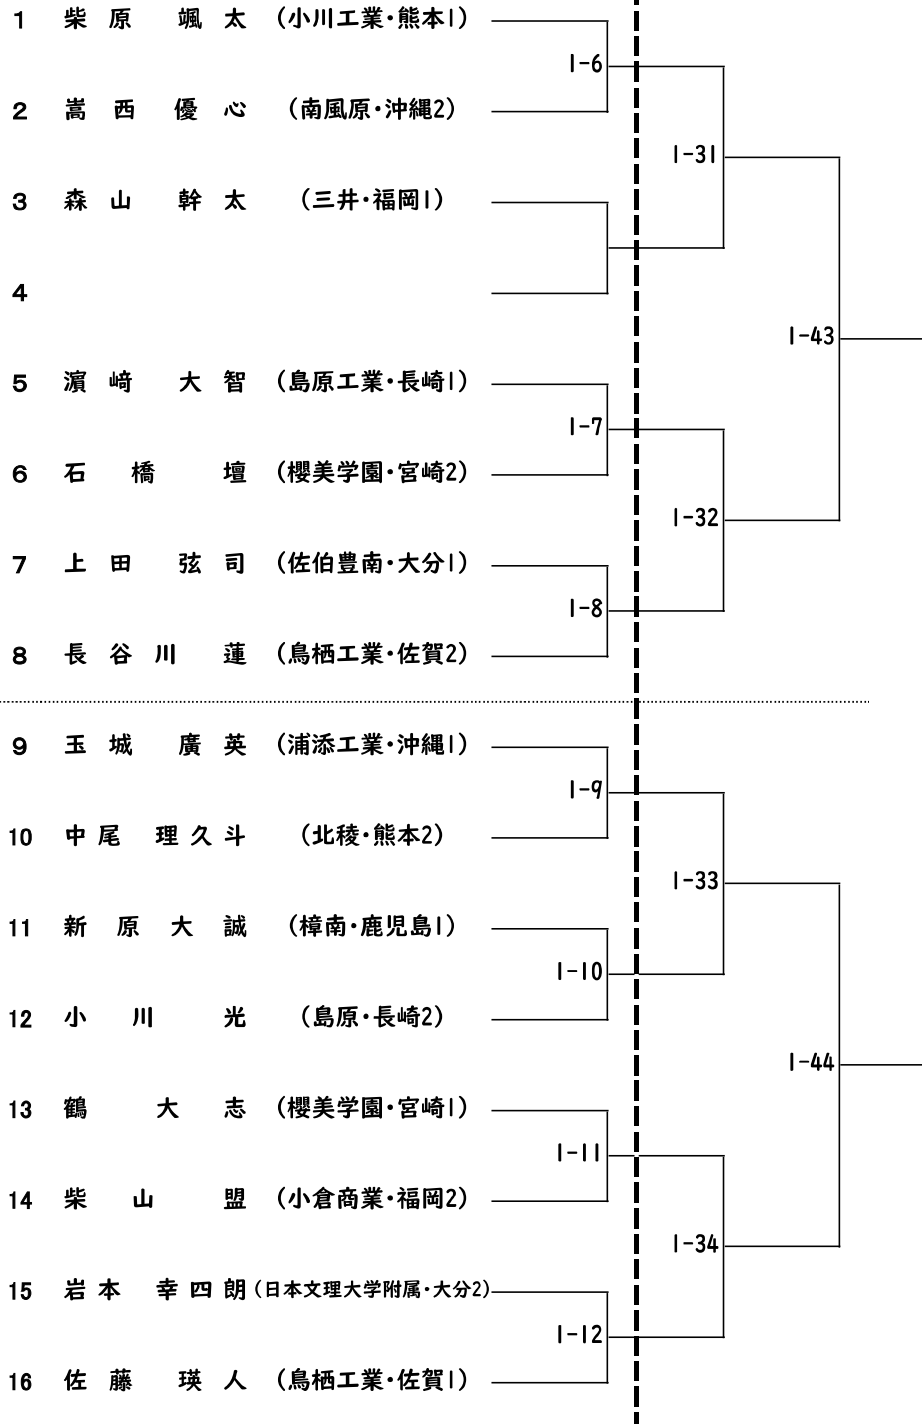 1 柴原 颯太 (小川工業・熊本1)
1-6
2 嵩西 優心 (南風原・沖縄2)
1-31
3 森山 幹太 (三井・福岡1)
4
1-43
5 濵﨑 大智 (島原工業・長崎1)
1-7
6 石橋 壇 (櫻美学園・宮崎2)
1-32
7 上田 弦司 (佐伯豊南・大分1)
1-8
8 長谷川 蓮 (鳥栖工業・佐賀2)
9 玉城 廣英 (浦添工業・沖縄1)
1-9
10 中尾 理久斗 (北稜・熊本2)
1-33
11 新原大誠 (樟南・鹿児島1)
1-10
12 小川 光 (島原・長崎2)
1-44
13 鶴 大志 (櫻美学園・宮崎1)
1-11
14 柴山 盟 (小倉商業・福岡2)
1-34
15 岩本 幸四朗 (日本文理大学附属・大分2)
1-12
16 佐藤 瑛人 (鳥栖工業・佐賀1)